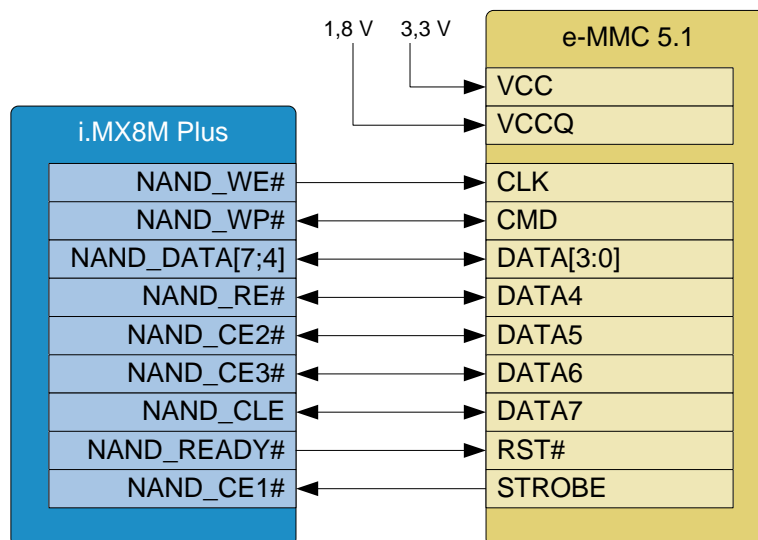 1,8 V 3,3 V
e-MMC 5.1
VCC
VCCQ
i.MX8M Plus
NAND_WE# CLK
NAND_WP# CMD
NAND_DATA[7;4] DATA[3:0]
NAND_RE# DATA4
NAND_CE2# DATA5
NAND_CE3# DATA6
NAND_CLE DATA7
NAND_READY# RST#
NAND_CE1# STROBE